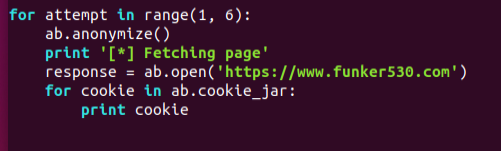 for attempt in range(1, 6):
    ab.anonymize()
    print '[*] Fetching page'
    response = ab.open('https://www.funker530.com')
    for cookie in ab.cookie_jar:
        print cookie